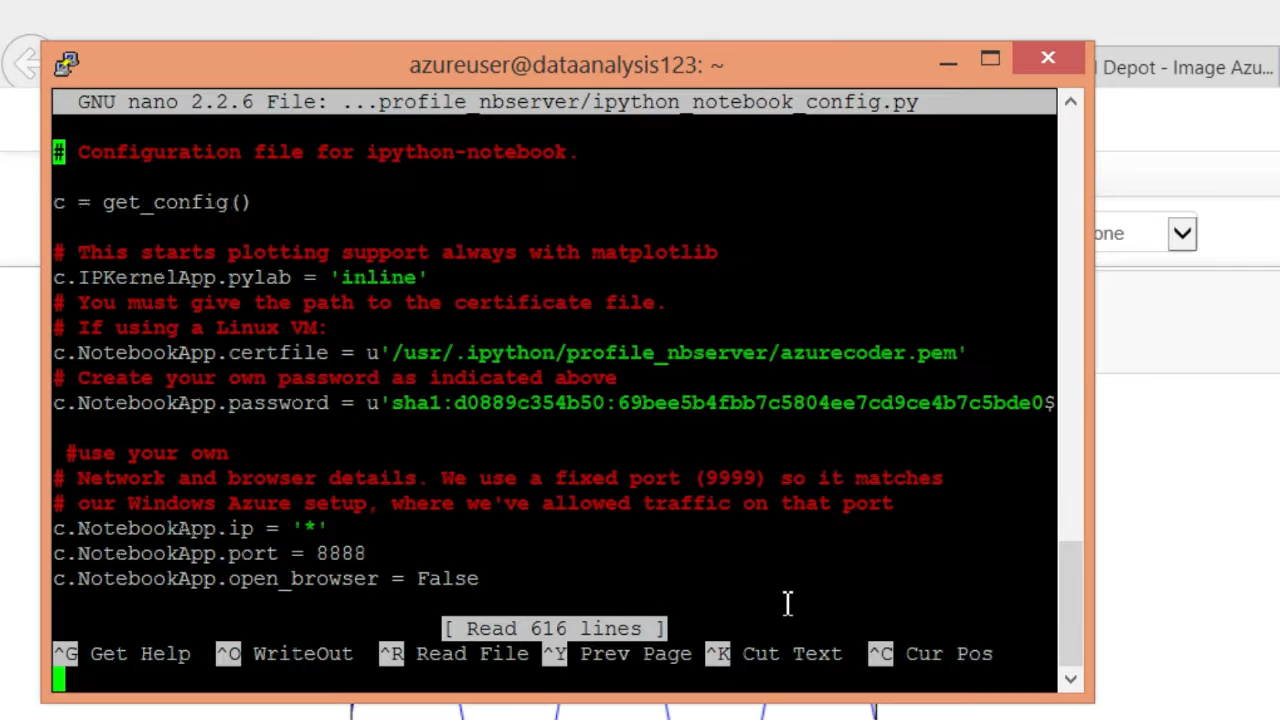 azureuser@dataanalysis123: ~
l Depot - Image Azu...
GNU nano 2.2.6 File: ...profile_nbserver/ipython_notebook_config.py
# Configuration file for ipython-notebook.
c = get_config()
one
# This starts plotting support always with matplotlib
c.IPKernelApp.pylab = 'inline'
# You must give the path to the certificate file.
# If using a Linux VM:
c.NotebookApp.certfile = u'/usr/.ipython/profile_nbserver/azurecoder.pem'
# Create your own password as indicated above
c.NotebookApp.password = u'sha1:d0889c354b50:69bee5b4fbb7c5804ee7cd9ce4b7c5bde0$
#use your own
# Network and browser details. We use a fixed port (9999) so it matches
# our Windows Azure setup, where we've allowed traffic on that port
c.NotebookApp.ip = '*'
c.NotebookApp.port = 8888
c.NotebookApp.open_browser = False
[ Read 616 lines ]
^G Get Help ^O WriteOut ^R Read File ^Y Prev Page ^K Cut Text ^C Cur Pos